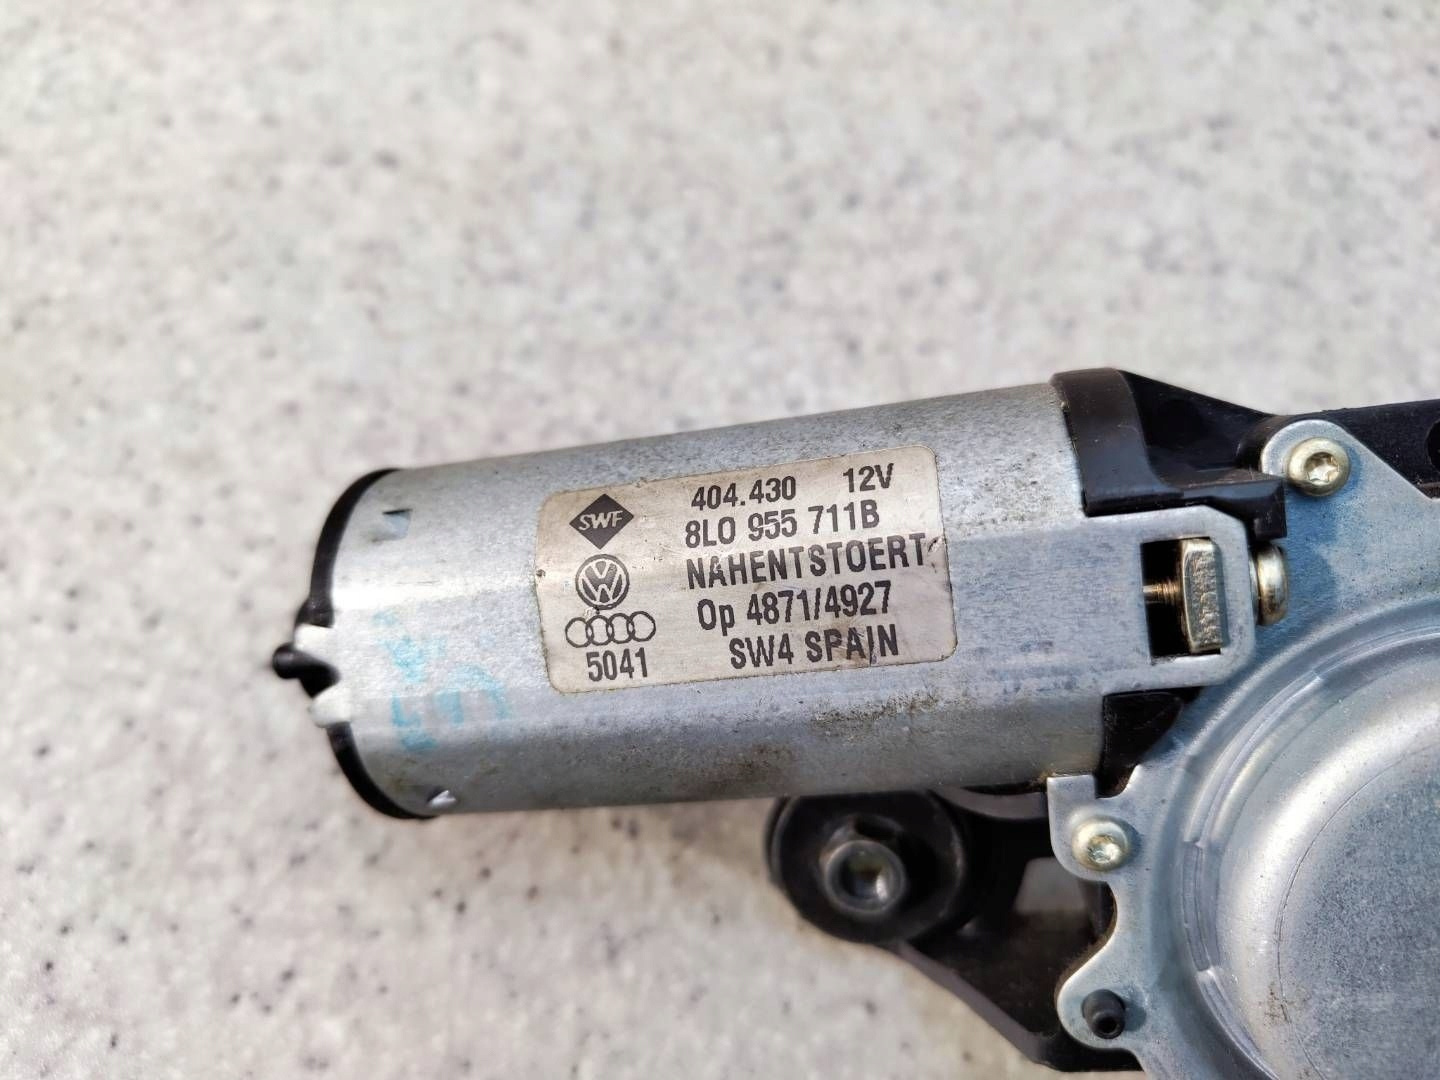 SWF
404.430 12V
8L0 955 711B
NAHENTSTOERT
Op 4871/4927
5041 SW4 SPAIN